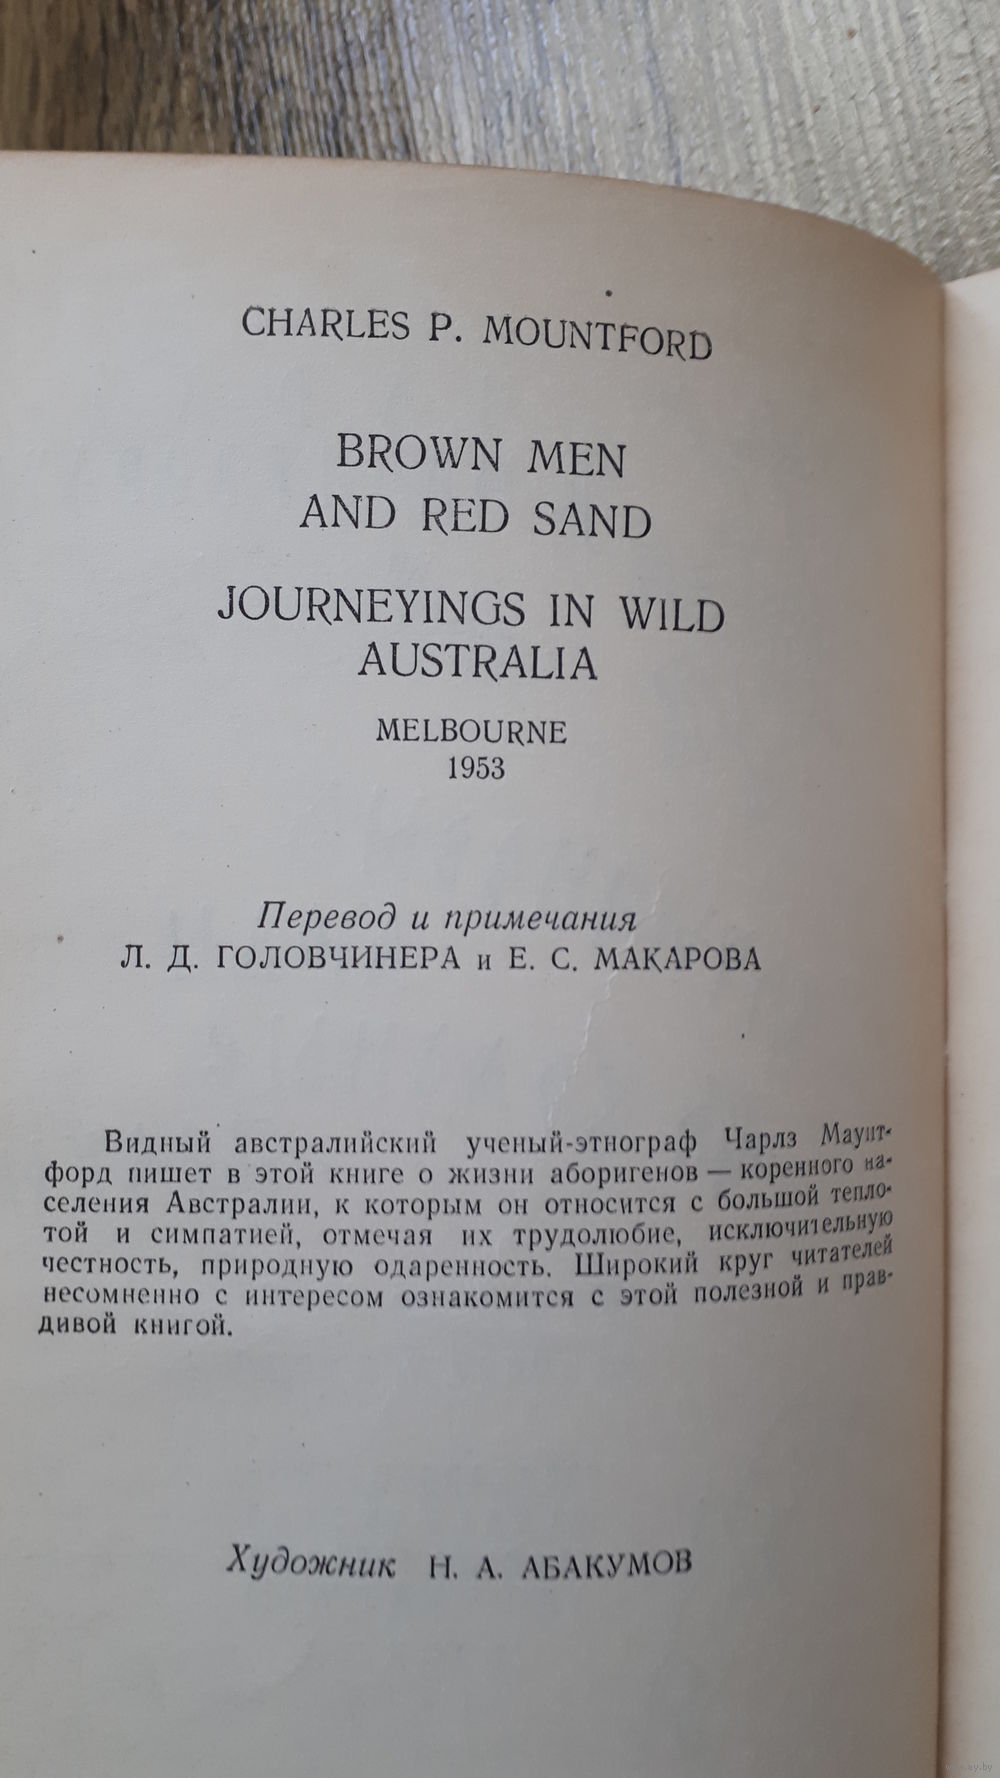 CHARLES P. MOUNTFORD
BROWN MEN
AND RED SAND
JOURNEYINGS IN WILD
AUSTRALIA
MELBOURNE
1953
Перевод и примечания
Л. Д. ГОЛОВЧИНЕРА и Е. С. МАКАРОВА
Видный австралийский ученый-этнограф Чарлз Маунт-
форд пишет в этой книге о жизни аборигенов — коренного на-
селения Австралии, к которым он относится с большой тепло-
той и симпатией, отмечая их трудолюбие, исключительную
честность, природную одаренность. Широкий круг читателей
несомненно с интересом ознакомится с этой полезной и прав-
дивой книгой.
Художник Н. А. АБАКУМОВ